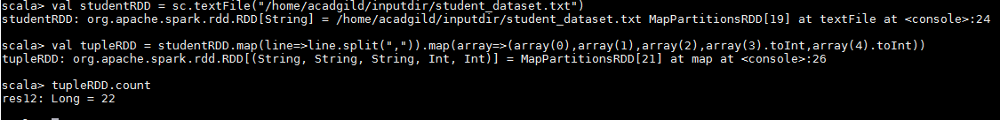 scala> val studentRDD = sc.textFile("/home/acadgild/inputdir/student_dataset.txt")
studentRDD: org.apache.spark.rdd.RDD[String] = /home/acadgild/inputdir/student_dataset.txt MapPartitionsRDD[19] at textFile at <console>:24
scala> val tupleRDD = studentRDD.map(line=>line.split(",")).map(array=>(array(0),array(1),array(2),array(3).toInt,array(4).toInt))
tupleRDD: org.apache.spark.rdd.RDD[(String, String, String, Int, Int)] = MapPartitionsRDD[21] at map at <console>:26
scala> tupleRDD.count
res12: Long = 22